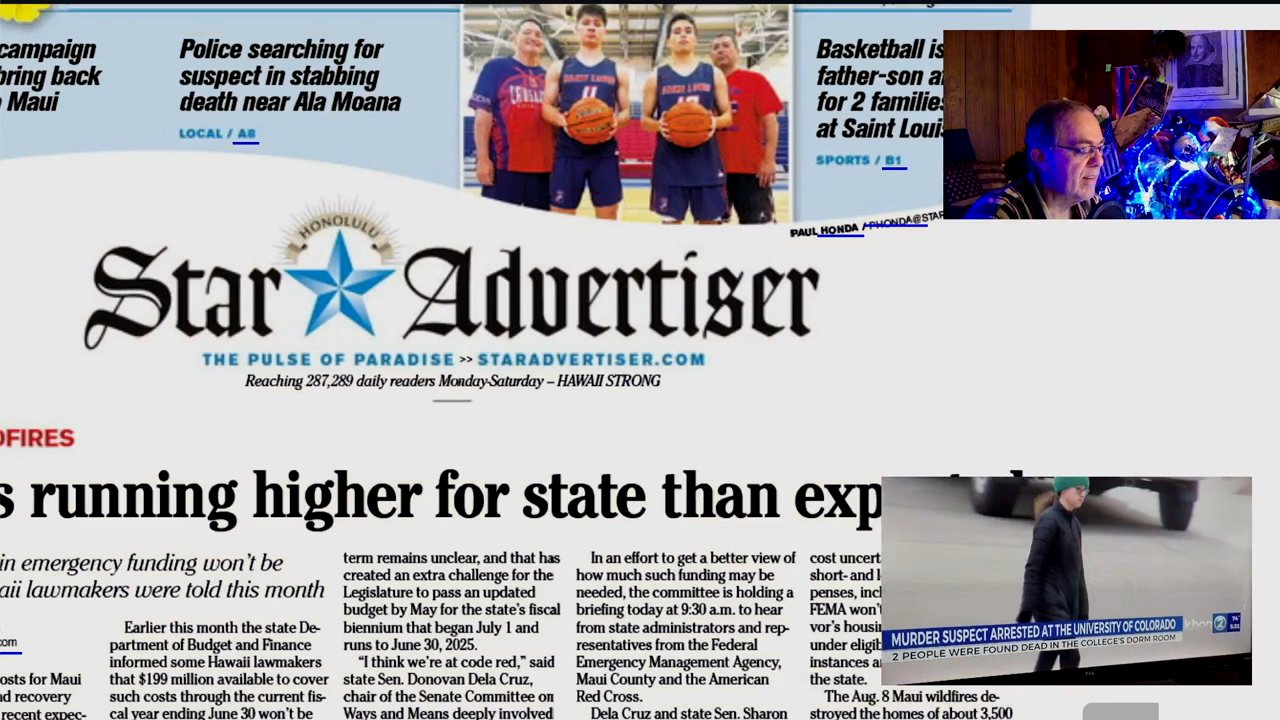 campaign
bring back
Maui
Police searching for
suspect in stabbing
death near Ala Moana
LOCAL / A8
Basketball is
father-son
for 2 families
at Saint
SPORTS / B1
PAUL HONDA /
HONOLULU
Star Advertiser
THE PULSE OF PARADISE >> STARADVERTISER.COM
Reaching 287,289 daily readers Monday-Saturday – HAWAII STRONG
running higher for state than
in emergency funding won't be
lawmakers were told this month
Earlier this month the state De-
partment of Budget and Finance
informed some Hawaii lawmakers
that $199 million available to cover
such costs through the current fis-
cal year ending June 30 won't be
for Maui
recovery
recent expec-
term remains unclear, and that has
created an extra challenge for the
Legislature to pass an updated
budget by May for the state's fiscal
biennium that began July 1 and
runs to June 30, 2025.
“I think we're at code red,” said
state Sen. Donovan Dela Cruz,
chair of the Senate Committee on
Ways and Means deeply involved
In an effort to get a better view of
how much such funding may be
needed, the committee is holding a
briefing today at 9:30 a.m. to hear
from state administrators and rep-
resentatives from the Federal
Emergency Management Agency,
Maui County and the American
Red Cross.
Dela Cruz and state Sen. Sharon
cost
short- and
FEMA
under
instances
the state.
The Aug. 8 Maui wildfires de-
stroyed the homes of about 3,500
MURDER SUSPECT ARRESTED AT THE UNIVERSITY OF COLORADO
2 PEOPLE WERE FOUND DEAD IN THE COLLEGE'S DORM ROOM
khon 2